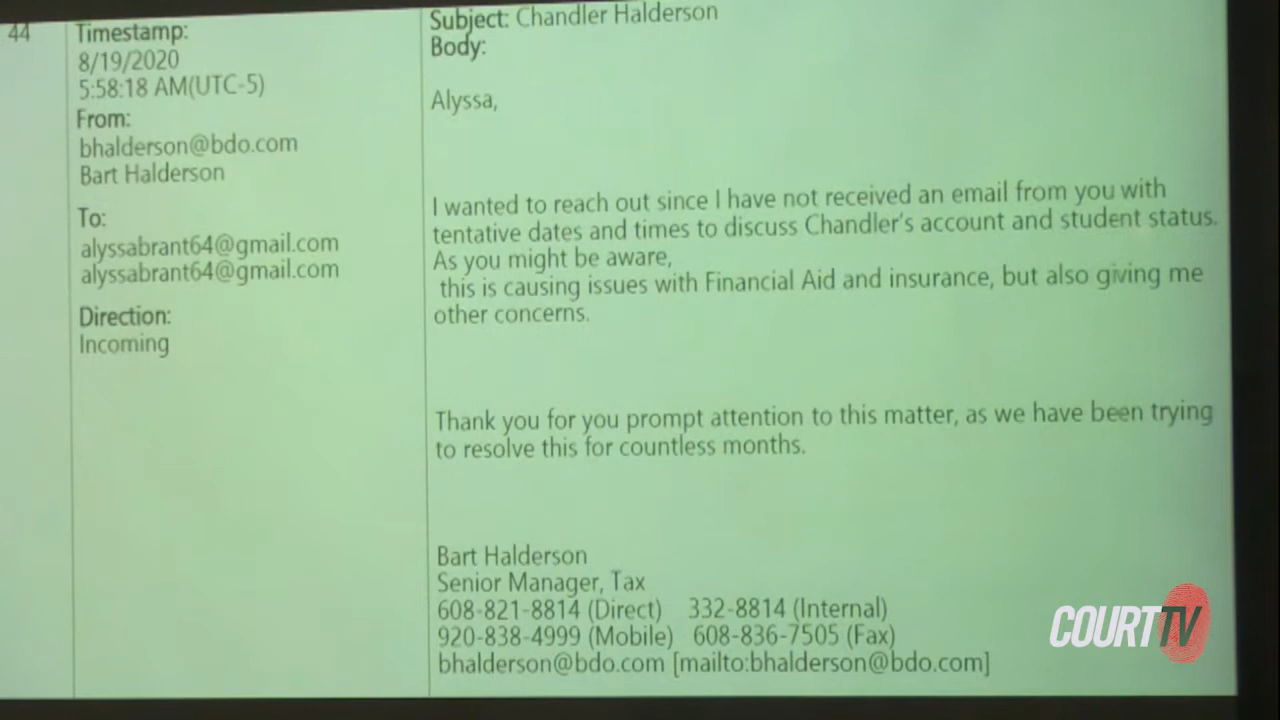 44
Timestamp:
8/19/2020
5:58:18 AM(UTC-5)
From:
bhalderson@bdo.com
Bart Halderson
To:
alyssabrant64@gmail.com
alyssabrant64@gmail.com
Direction:
Incoming
Subject: Chandler Halderson
Body:
Alyssa,
I wanted to reach out since I have not received an email from you with
tentative dates and times to discuss Chandler's account and student status.
As you might be aware,
this is causing issues with Financial Aid and insurance, but also giving me
other concerns.
Thank you for you prompt attention to this matter, as we have been trying
to resolve this for countless months.
Bart Halderson
Senior Manager, Tax
608-821-8814 (Direct) 332-8814 (Internal)
920-838-4999 (Mobile) 608-836-7505 (Fax)
bhalderson@bdo.com [mailto:bhalderson@bdo.com]
COURT TV